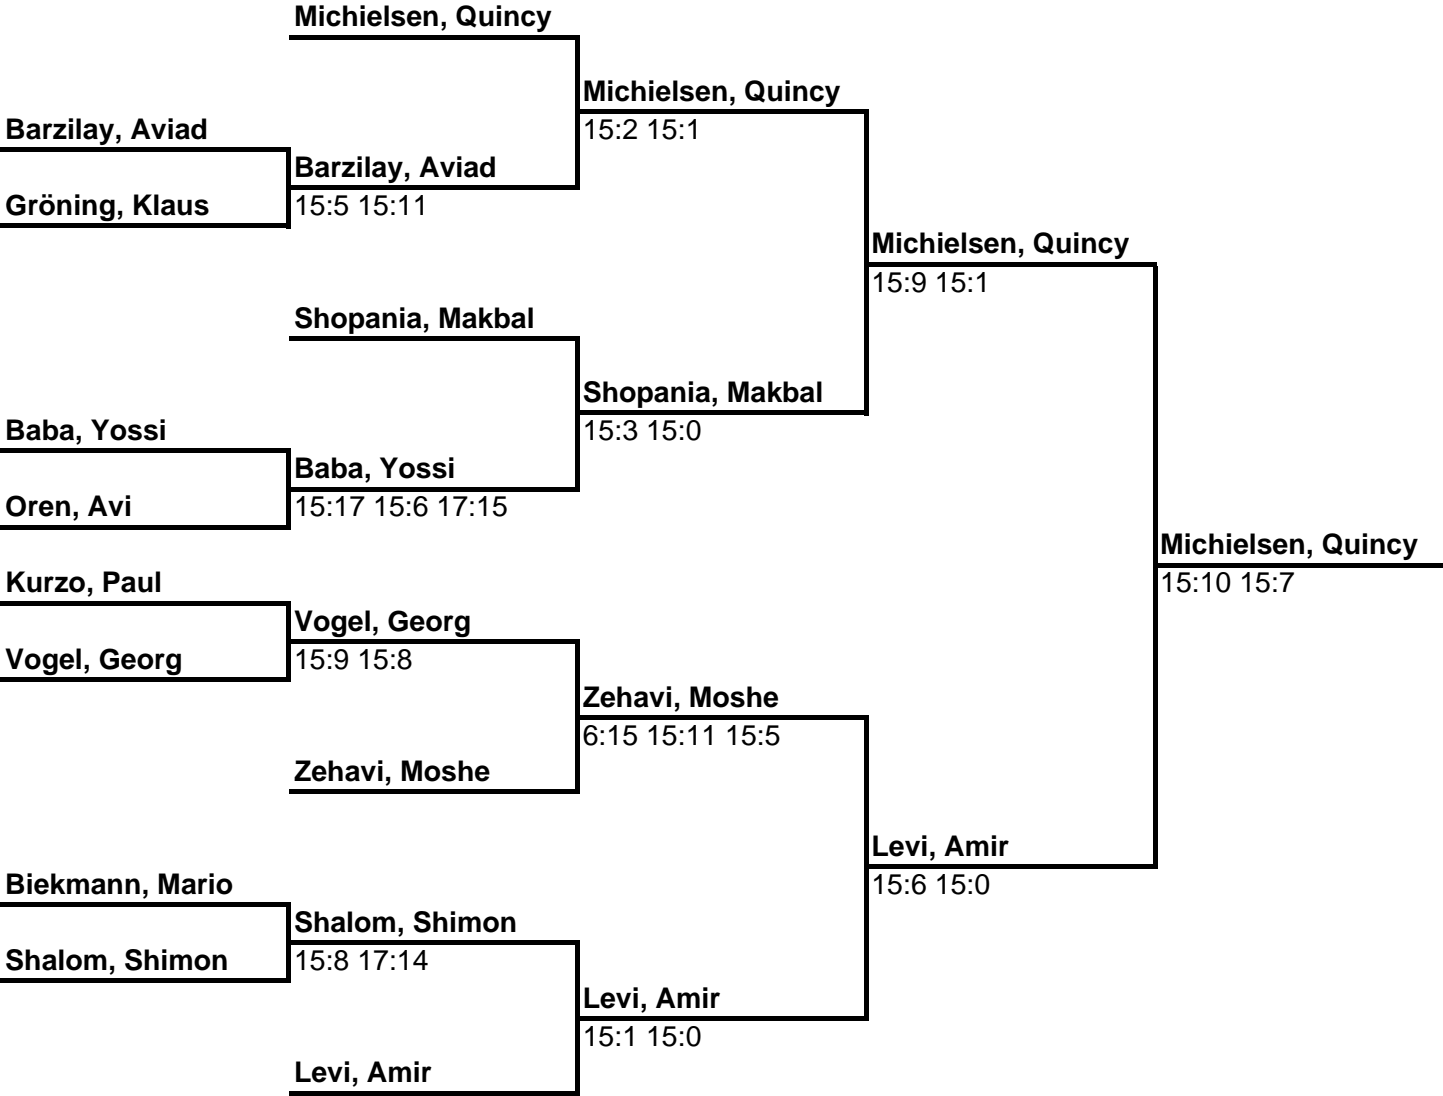 Michielsen, Quincy
Michielsen, Quincy
Barzilay, Aviad
15:2 15:1
Barzilay, Aviad
Gröning, Klaus
15:5 15:11
Michielsen, Quincy
15:9 15:1
Shopania, Makbal
Shopania, Makbal
Baba, Yossi
15:3 15:0
Baba, Yossi
Oren, Avi
15:17 15:6 17:15
Michielsen, Quincy
Kurzo, Paul
15:10 15:7
Vogel, Georg
Vogel, Georg
15:9 15:8
Zehavi, Moshe
6:15 15:11 15:5
Zehavi, Moshe
Levi, Amir
Biekmann, Mario
15:6 15:0
Shalom, Shimon
Shalom, Shimon
15:8 17:14
Levi, Amir
15:1 15:0
Levi, Amir